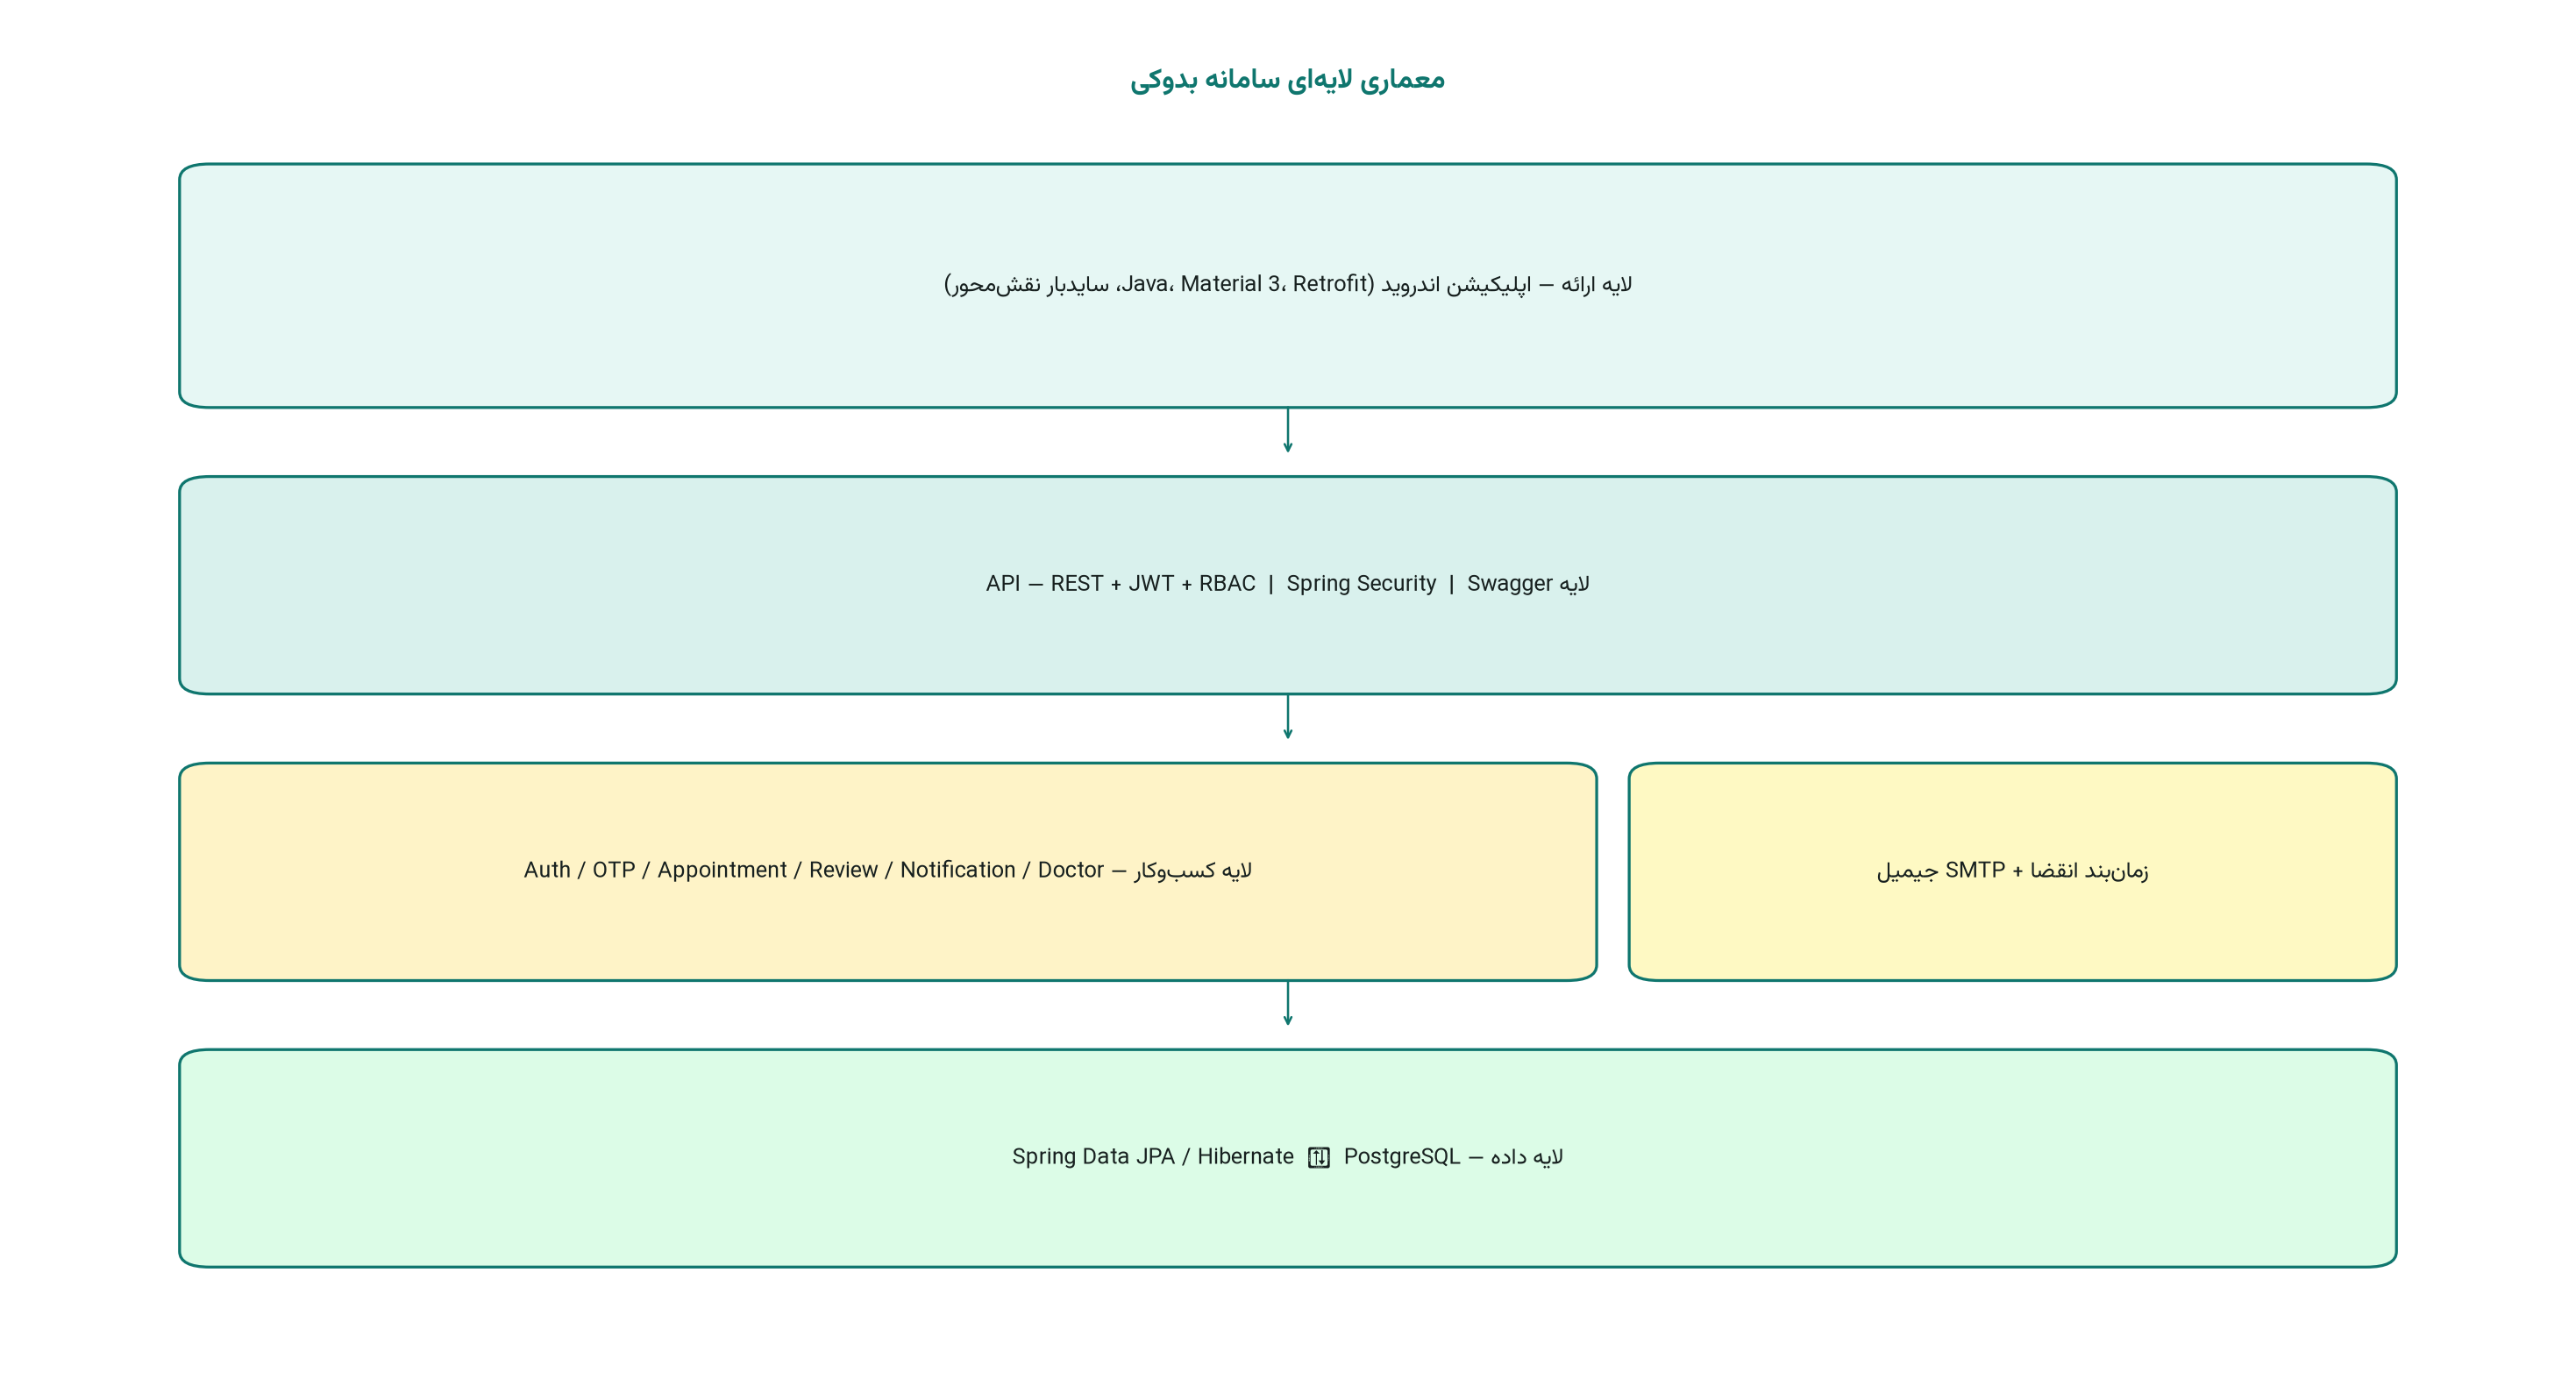 معماری لایه‌ای سامانه بدوکی
لایه ارائه — اپلیکیشن اندروید (Java، Material 3، Retrofit، سایدبار نقش‌محور)
لایه API — REST + JWT + RBAC | Spring Security | Swagger
لایه کسب‌وکار — Auth / OTP / Appointment / Review / Notification / Doctor
زمان‌بند انقضا + SMTP جیمیل
لایه داده — Spring Data JPA / Hibernate PostgreSQL